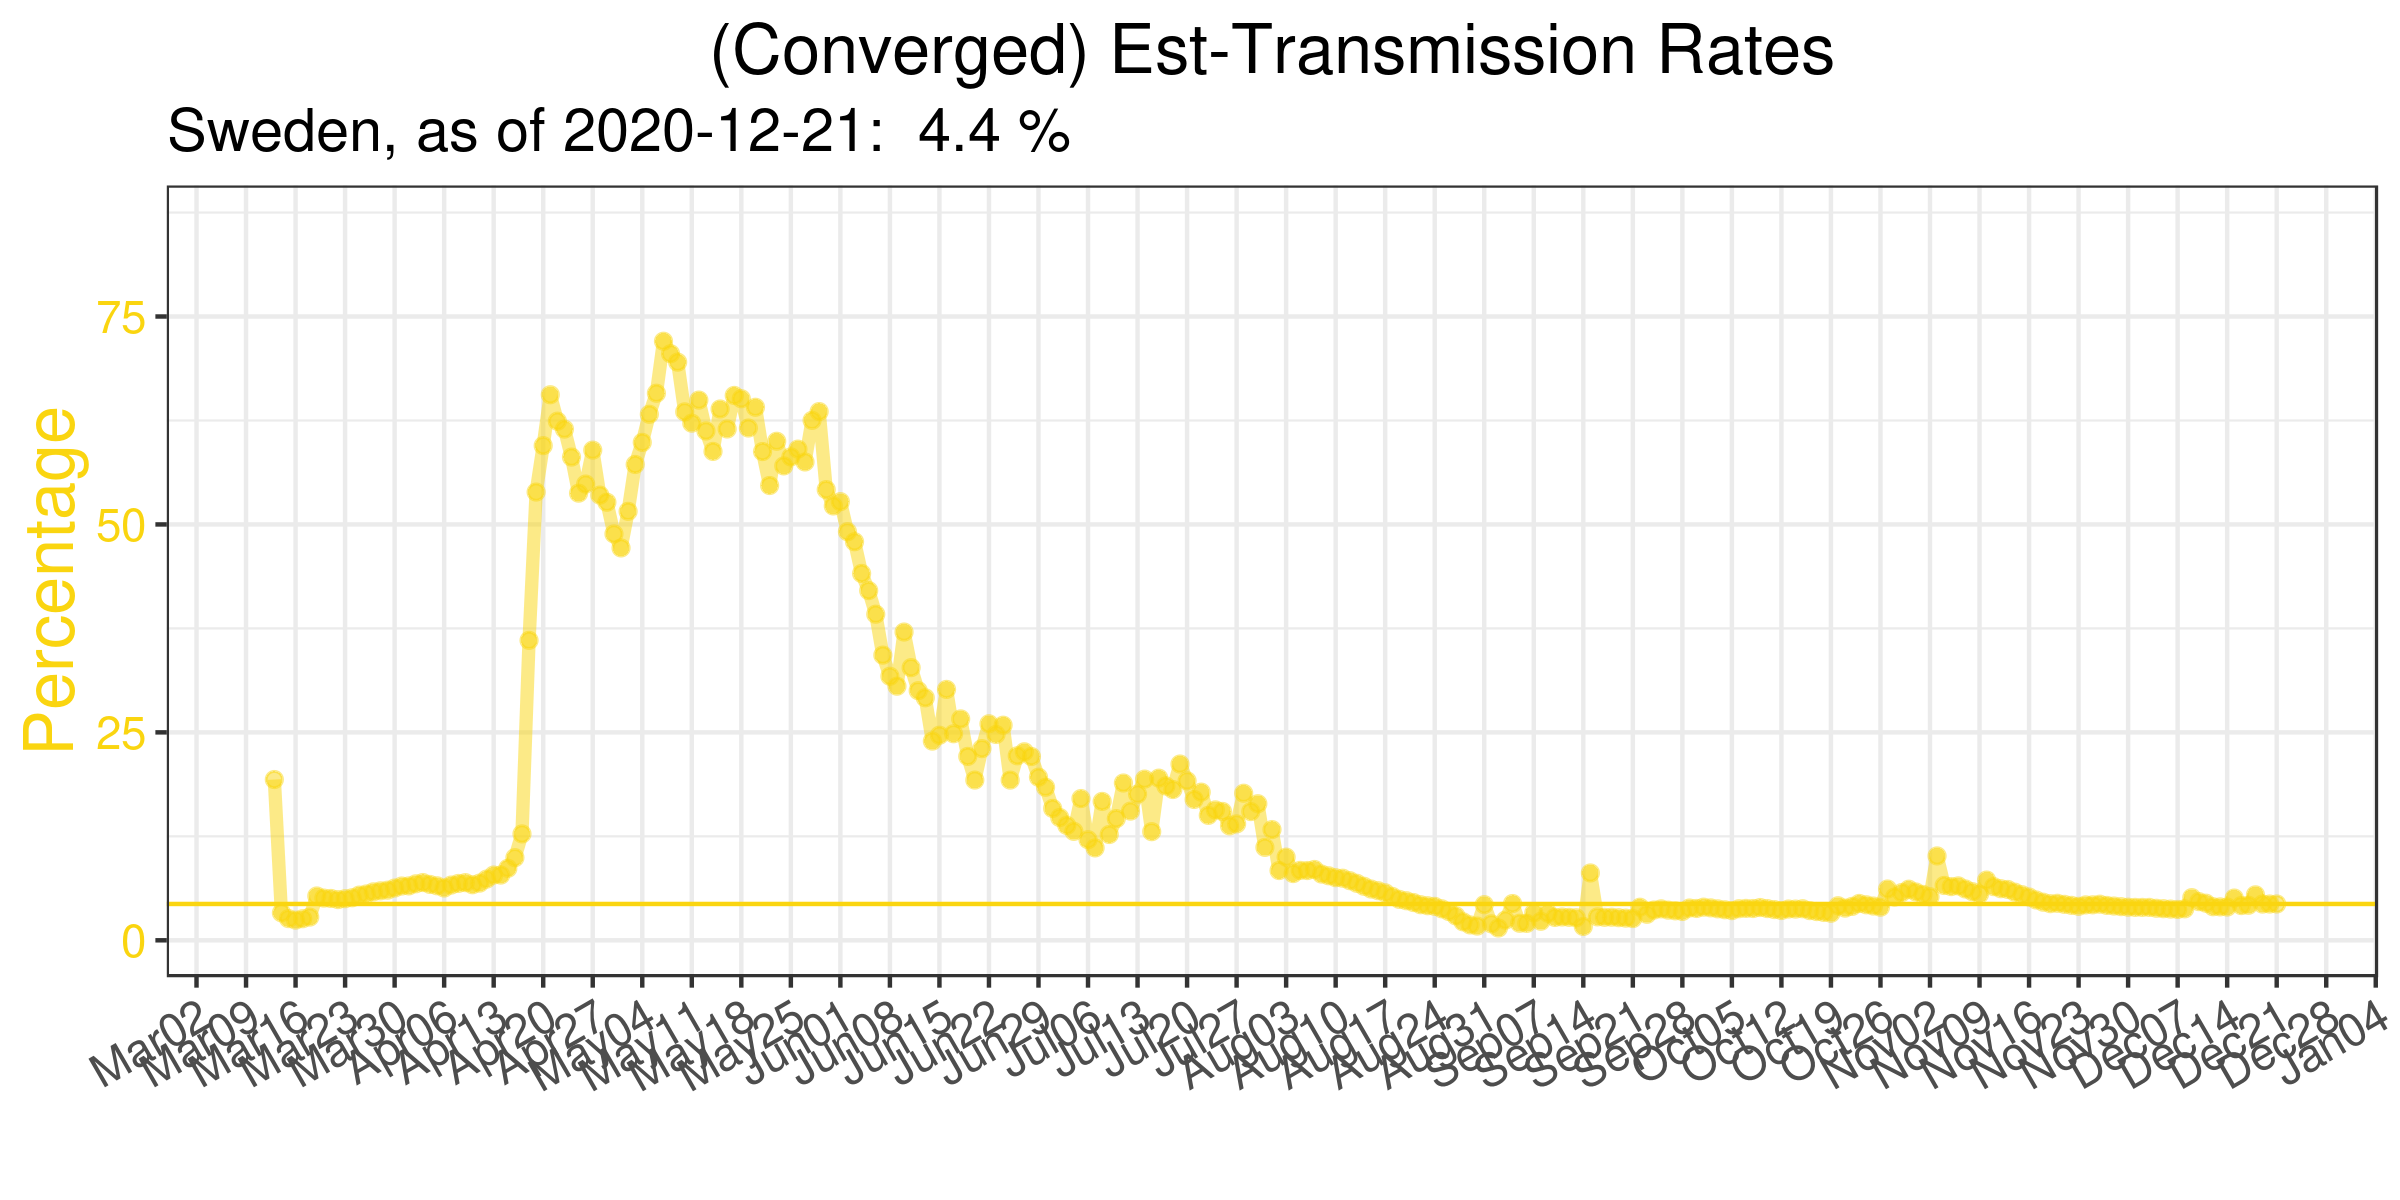 (Converged) Est-Transmission Rates
Sweden, as of 2020-12-21:  4.4 %
Percentage
75
50
25
0
Mar02
Mar09
Mar16
Mar23
Mar30
Apr06
Apr13
Apr20
Apr27
May04
May11
May18
May25
Jun01
Jun08
Jun15
Jun22
Jun29
Jul06
Jul13
Jul20
Jul27
Aug03
Aug10
Aug17
Aug24
Aug31
Sep07
Sep14
Sep21
Sep28
Oct05
Oct12
Oct19
Oct26
Nov02
Nov09
Nov16
Nov23
Nov30
Dec07
Dec14
Dec21
Dec28
Jan04